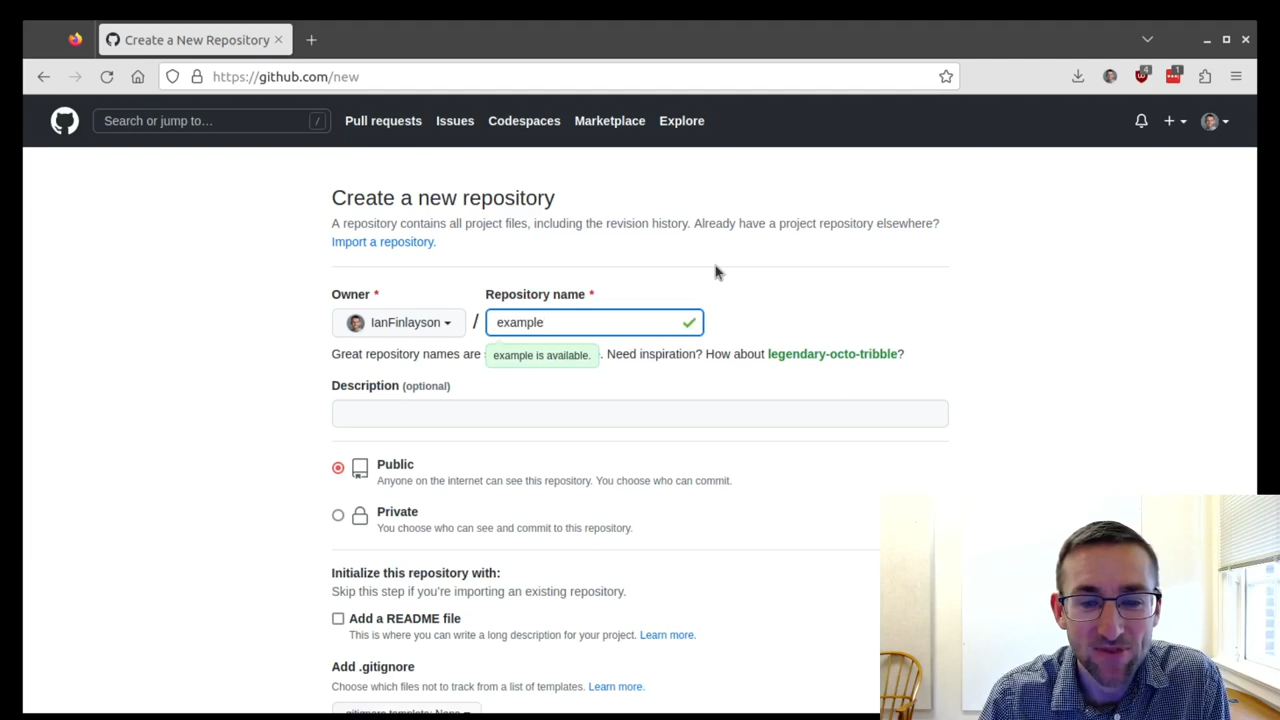 Create a New Repository
https://github.com/new
4
1
Search or jump to…
/
Pull requests
Issues
Codespaces
Marketplace
Explore
Create a new repository
A repository contains all project files, including the revision history. Already have a project repository elsewhere?
Import a repository.
Owner *
Repository name *
IanFinlayson
/
example
Great repository names are
example is available.
. Need inspiration? How about legendary-octo-tribble?
Description (optional)
Public
Anyone on the internet can see this repository. You choose who can commit.
Private
You choose who can see and commit to this repository.
Initialize this repository with:
Skip this step if you're importing an existing repository.
Add a README file
This is where you can write a long description for your project. Learn more.
Add .gitignore
Choose which files not to track from a list of templates. Learn more.
.gitignore template: None